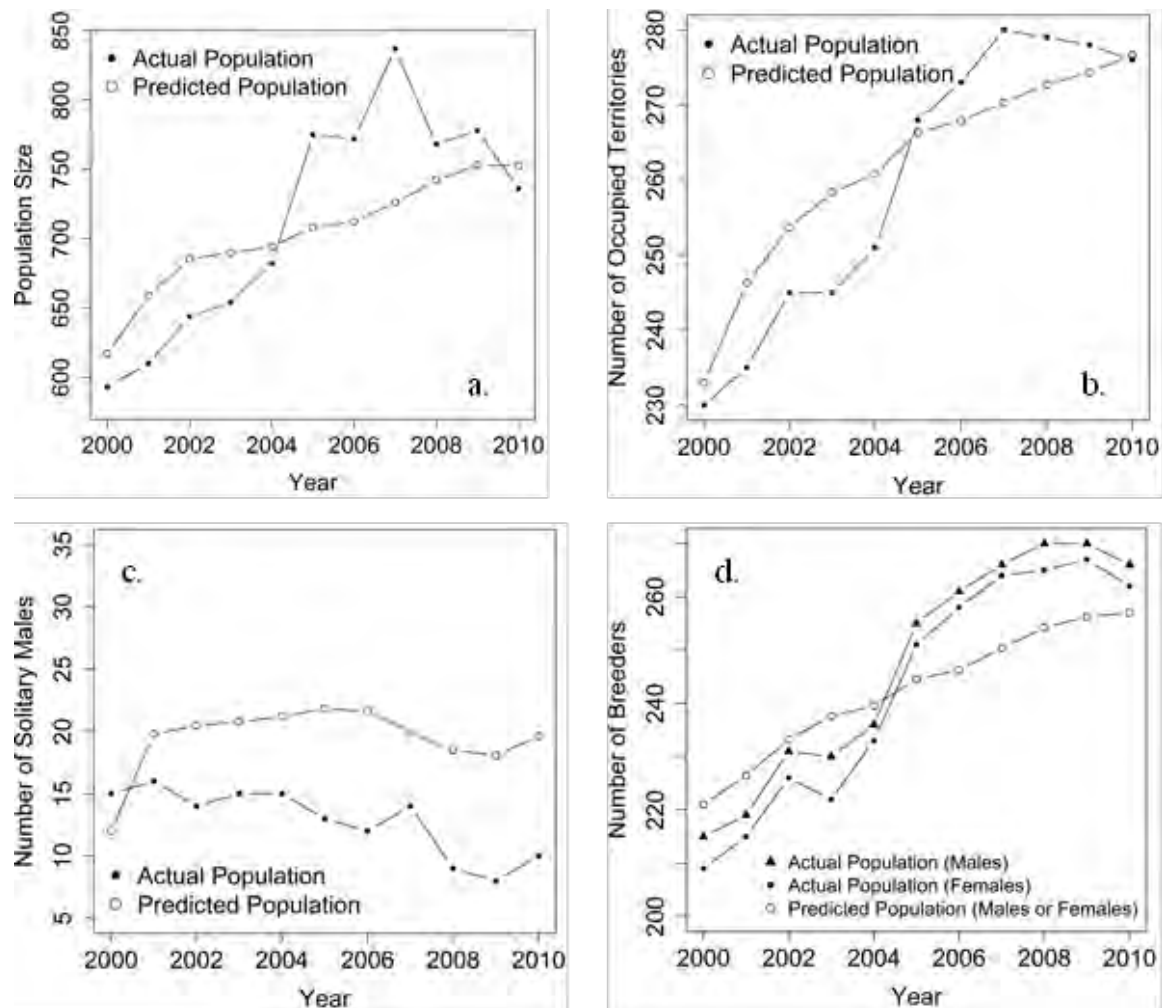 Actual Population
Predicted Population
a.
Population Size
600
650
700
750
800
850
2000 2002 2004 2006 2008 2010
Year
Actual Population
Predicted Population
b.
Number of Occupied Territories
230
240
250
260
270
280
2000 2002 2004 2006 2008 2010
Year
c.
Actual Population
Predicted Population
Number of Solitary Males
5
10
15
20
25
30
35
2000 2002 2004 2006 2008 2010
Year
d.
Actual Population (Males)
Actual Population (Females)
Predicted Population (Males or Females)
Number of Breeders
200
220
240
260
2000 2002 2004 2006 2008 2010
Year